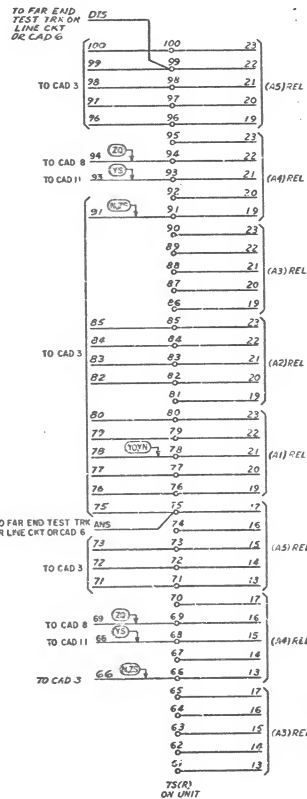 TO FAR END
TEST TRK OR
LINE CKT
OR CAD 6
DIS
100 100 23
99 99 22
TO CAD 3 98 98 21 (A5) REL
97 97 20
96 96 19
95 23
TO CAD 8 94 ZQ 94 22
TO CAD 11 93 YS 93 21 (A4) REL
92 20
91 91 19
90 23
89 22
88 21 (A3) REL
87 20
86 19
85 85 23
84 84 22
TO CAD 3 83 83 21 (A2) REL
82 82 20
81 19
80 80 23
79 79 22
78 78 21 (A1) REL
77 77 20
76 76 19
75 75 17
TO FAR END TEST TRK ANS
OR LINE CKT OR CAD 6
74 16
73 73 15 (A5) REL
TO CAD 3 72 72 14
71 71 13
70 17
TO CAD 8 69 ZQ 69 16
TO CAD 11 YS 68 15 (A4) REL
67 14
TO CAD 3 66 66 13
65 17
64 16
63 15 (A3) REL
62 14
61 13
TS(R)
ON UNIT